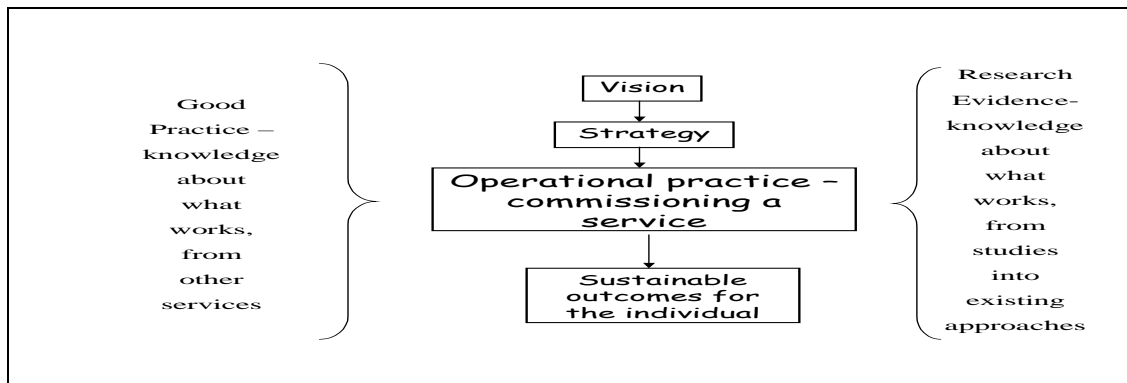 Good
Practice –
knowledge
about
what
works,
from
other
services
Vision
Strategy
Operational practice –
commissioning a
service
Sustainable
outcomes for
the individual
Research
Evidence-
knowledge
about
what
works,
from
studies
into
existing
approaches